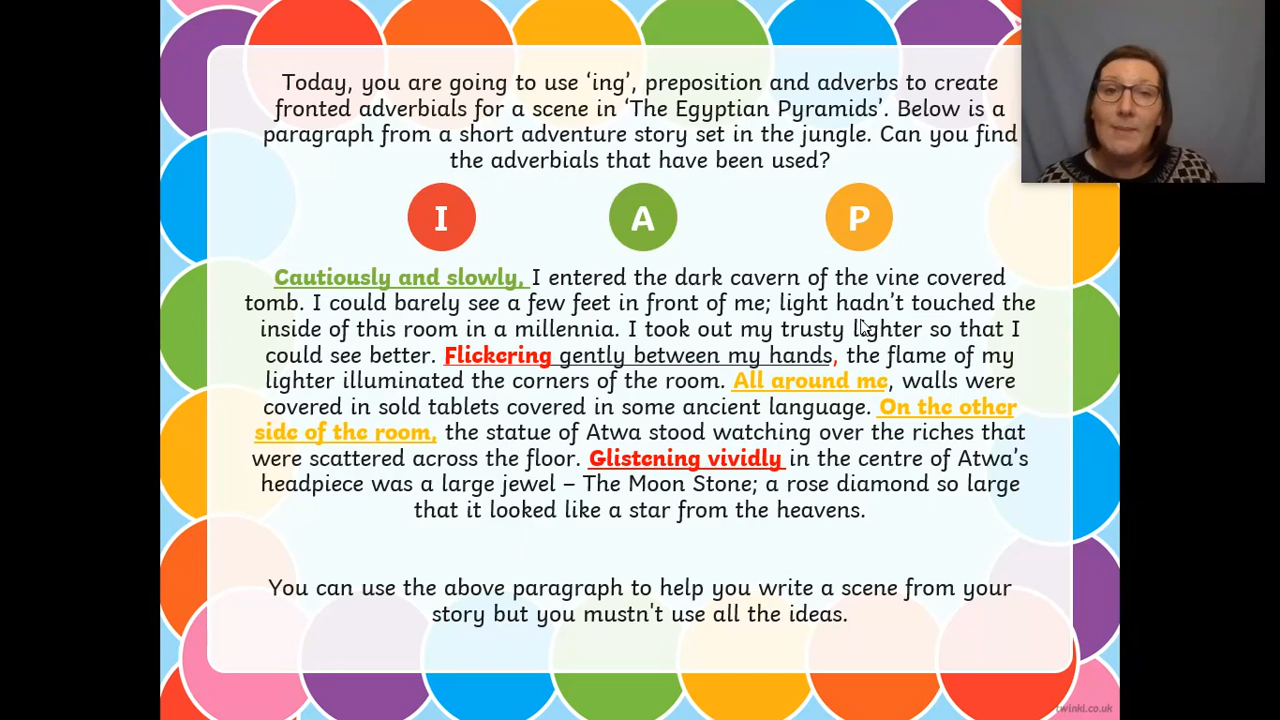 Today, you are going to use ‘ing’, preposition and adverbs to create
fronted adverbials for a scene in ‘The Egyptian Pyramids’. Below is a
paragraph from a short adventure story set in the jungle. Can you find
the adverbials that have been used?
I A P
Cautiously and slowly, I entered the dark cavern of the vine covered
tomb. I could barely see a few feet in front of me; light hadn’t touched the
inside of this room in a millennia. I took out my trusty lighter so that I
could see better. Flickering gently between my hands, the flame of my
lighter illuminated the corners of the room. All around me, walls were
covered in sold tablets covered in some ancient language. On the other
side of the room, the statue of Atwa stood watching over the riches that
were scattered across the floor. Glistening vividly in the centre of Atwa’s
headpiece was a large jewel – The Moon Stone; a rose diamond so large
that it looked like a star from the heavens.
You can use the above paragraph to help you write a scene from your
story but you mustn't use all the ideas.
twinkl.co.uk